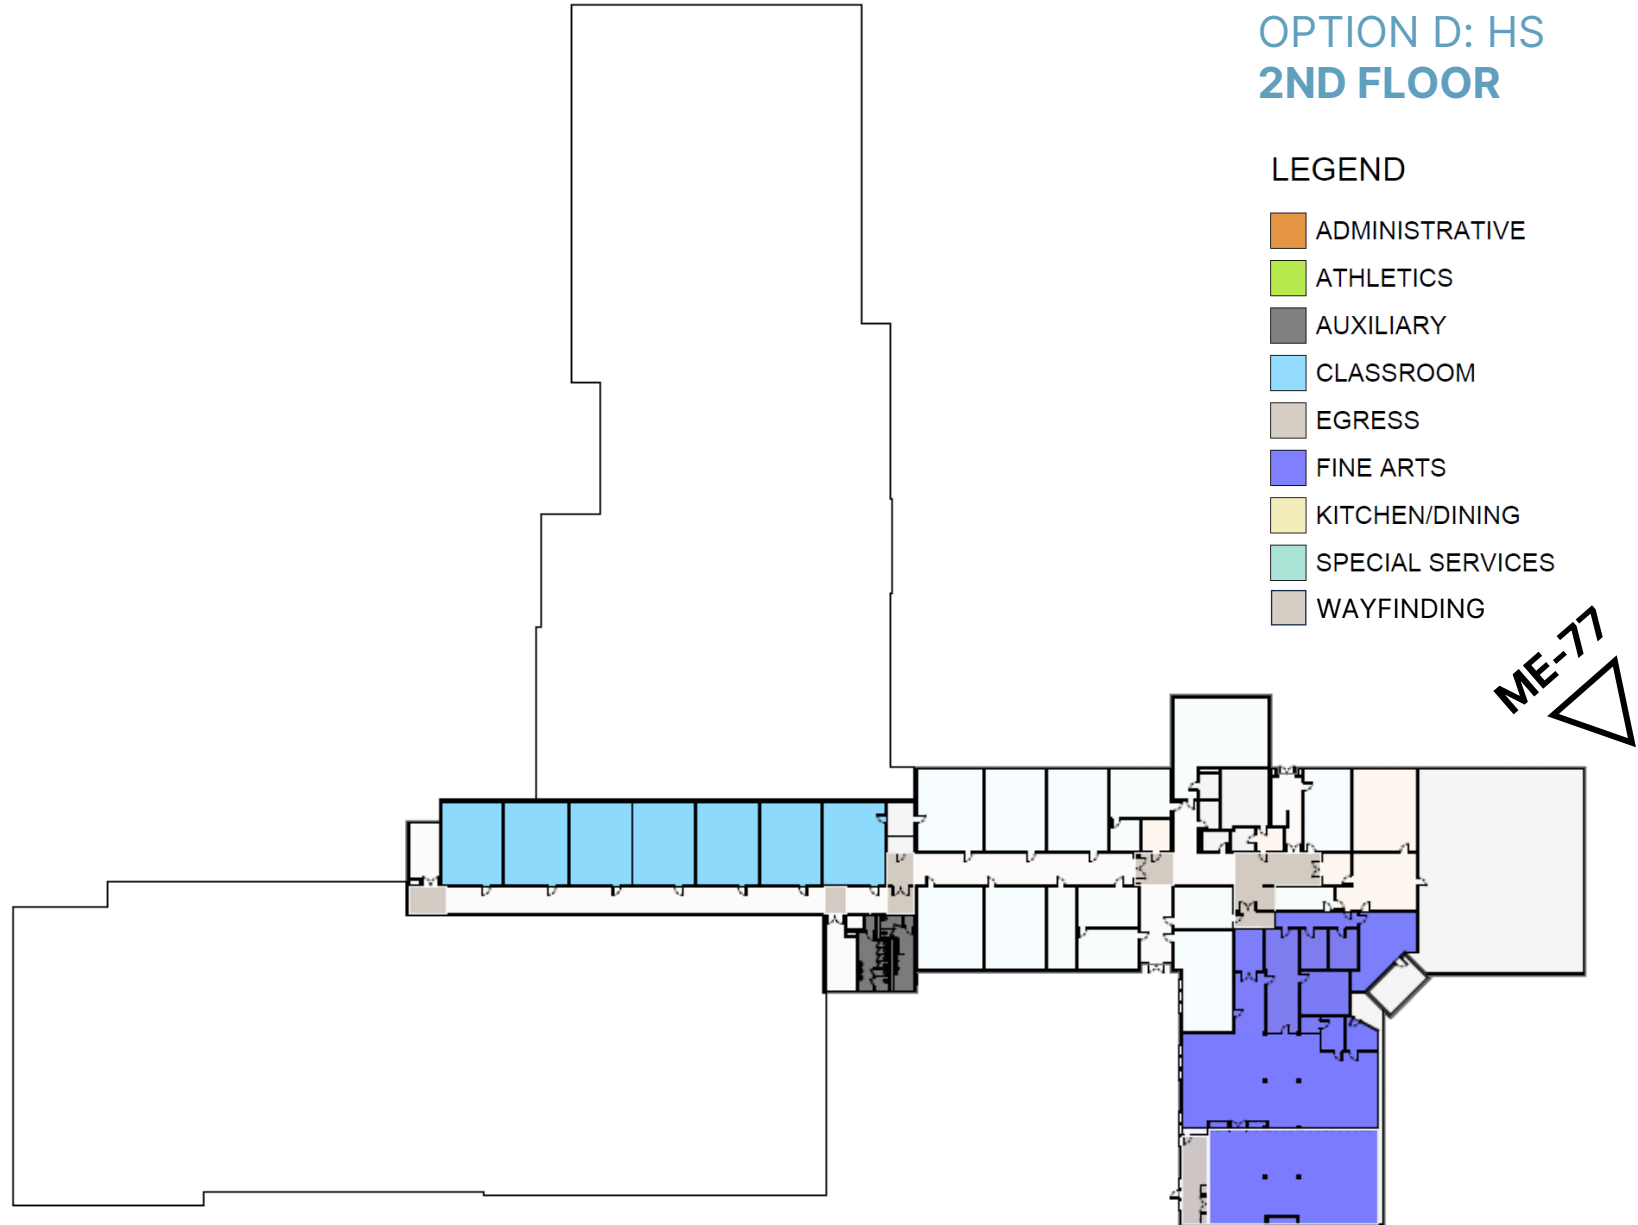 OPTION D: HS
2ND FLOOR
LEGEND
ADMINISTRATIVE
ATHLETICS
AUXILIARY
CLASSROOM
EGRESS
FINE ARTS
KITCHEN/DINING
SPECIAL SERVICES
WAYFINDING
ME-77